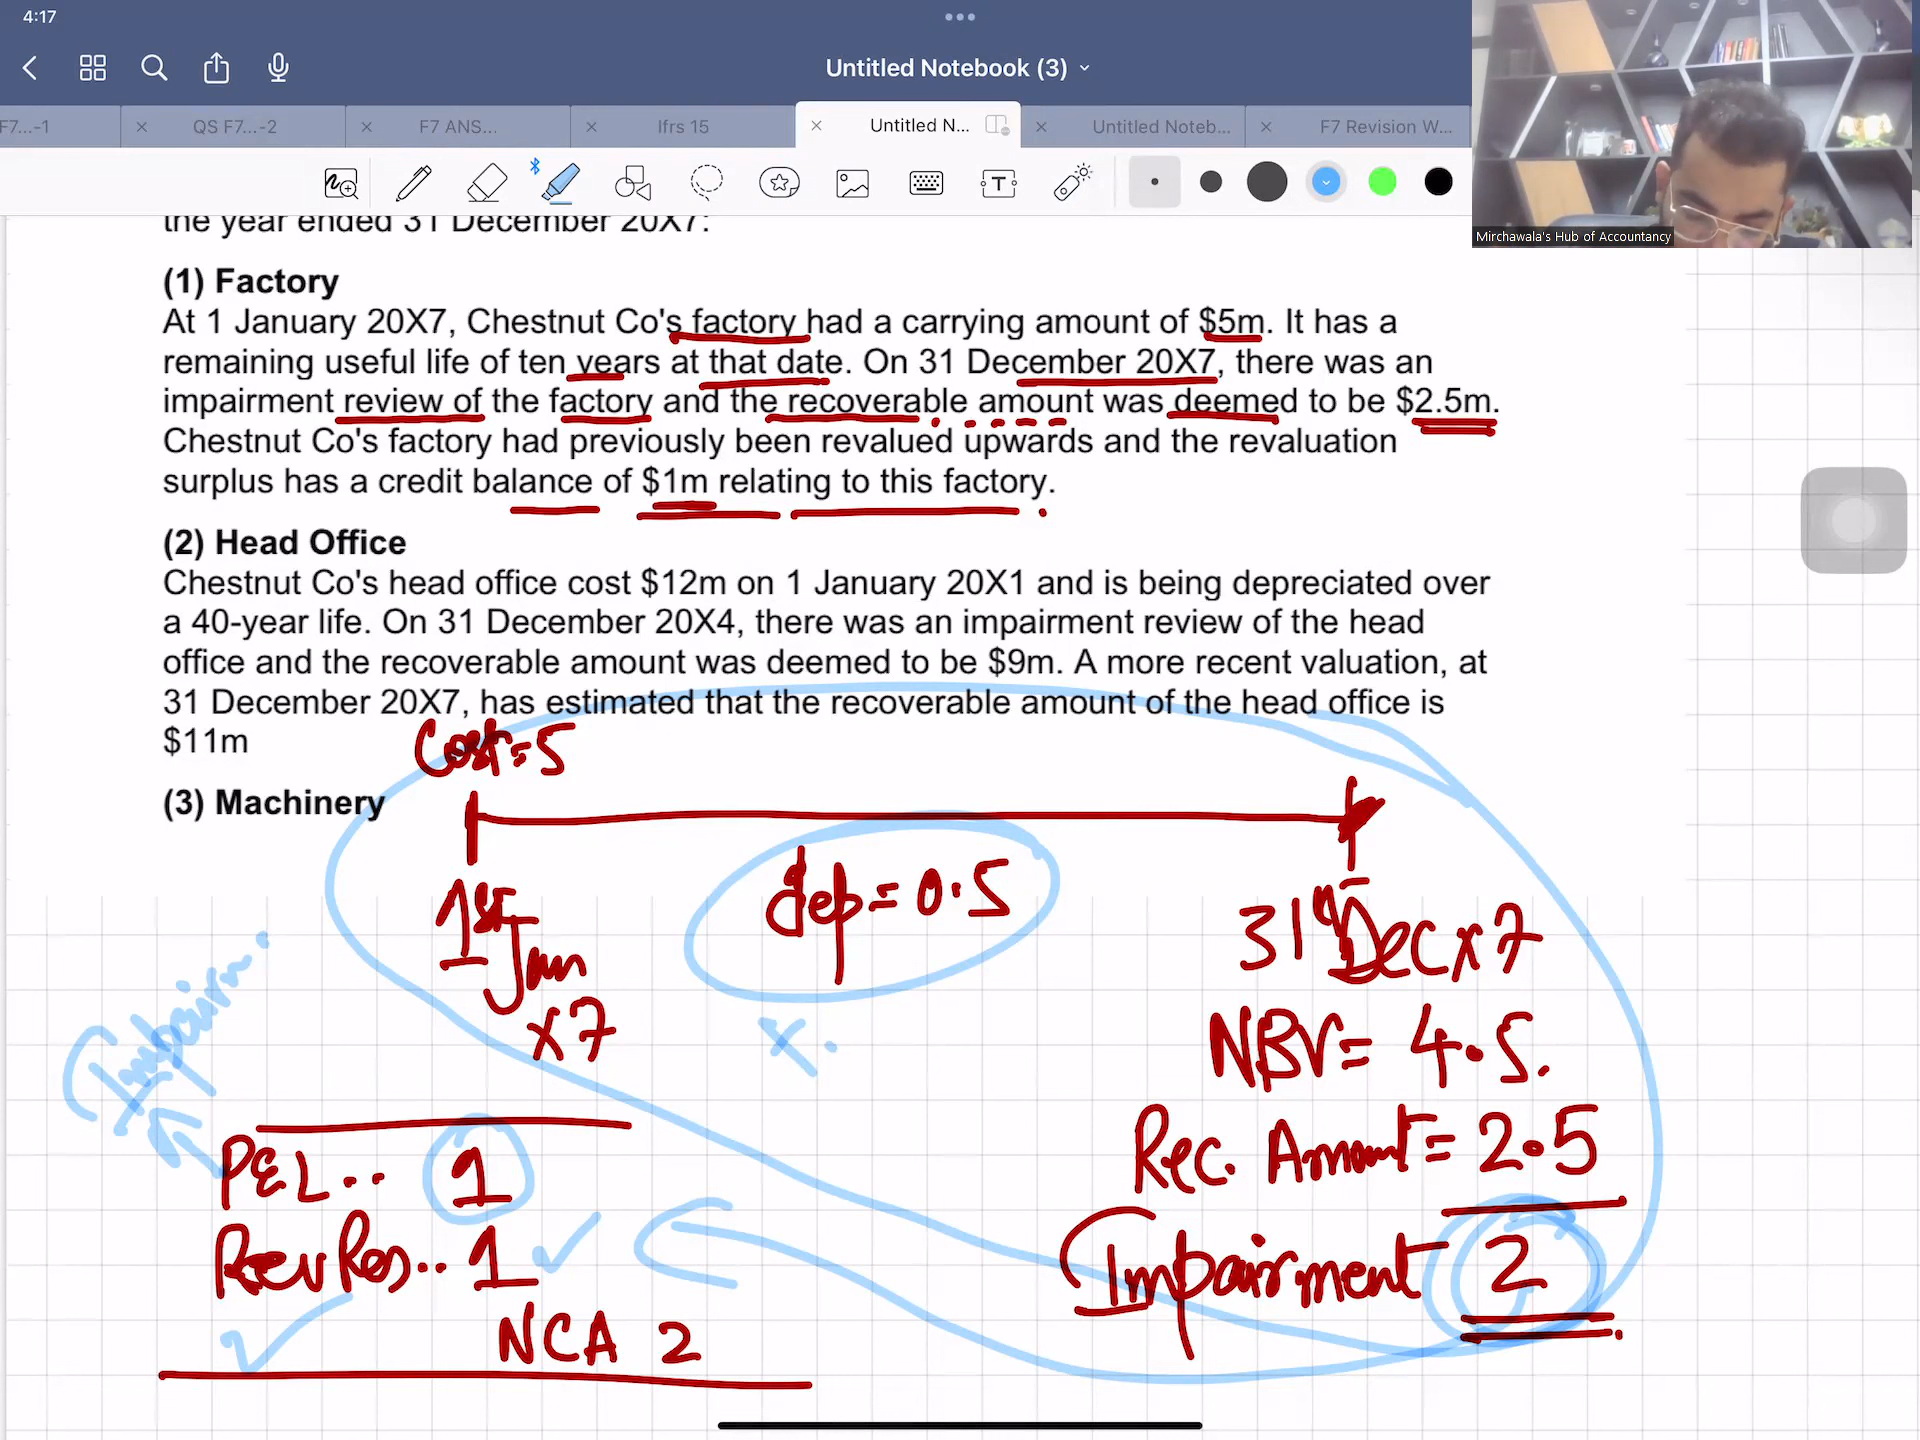 4:17
Untitled Notebook (3)
F7...-1
QS F7...-2
F7 ANS...
Ifrs 15
Untitled N...
Untitled Noteb...
F7 Revision W...
Mirchawala's Hub of Accountancy
the year ended 31 December 20X7:
(1) Factory
At 1 January 20X7, Chestnut Co's factory had a carrying amount of $5m. It has a
remaining useful life of ten years at that date. On 31 December 20X7, there was an
impairment review of the factory and the recoverable amount was deemed to be $2.5m.
Chestnut Co's factory had previously been revalued upwards and the revaluation
surplus has a credit balance of $1m relating to this factory.
(2) Head Office
Chestnut Co's head office cost $12m on 1 January 20X1 and is being depreciated over
a 40-year life. On 31 December 20X4, there was an impairment review of the head
office and the recoverable amount was deemed to be $9m. A more recent valuation, at
31 December 20X7, has estimated that the recoverable amount of the head office is
$11m
Cost=5
(3) Machinery
dep=0.5
1st
Jan
x7
31st Dec x7
NBV= 4.5.
Impairm.
Rec. Amount= 2.5
P&L.. 1
Rev Res.. 1
Impairment 2
NCA 2